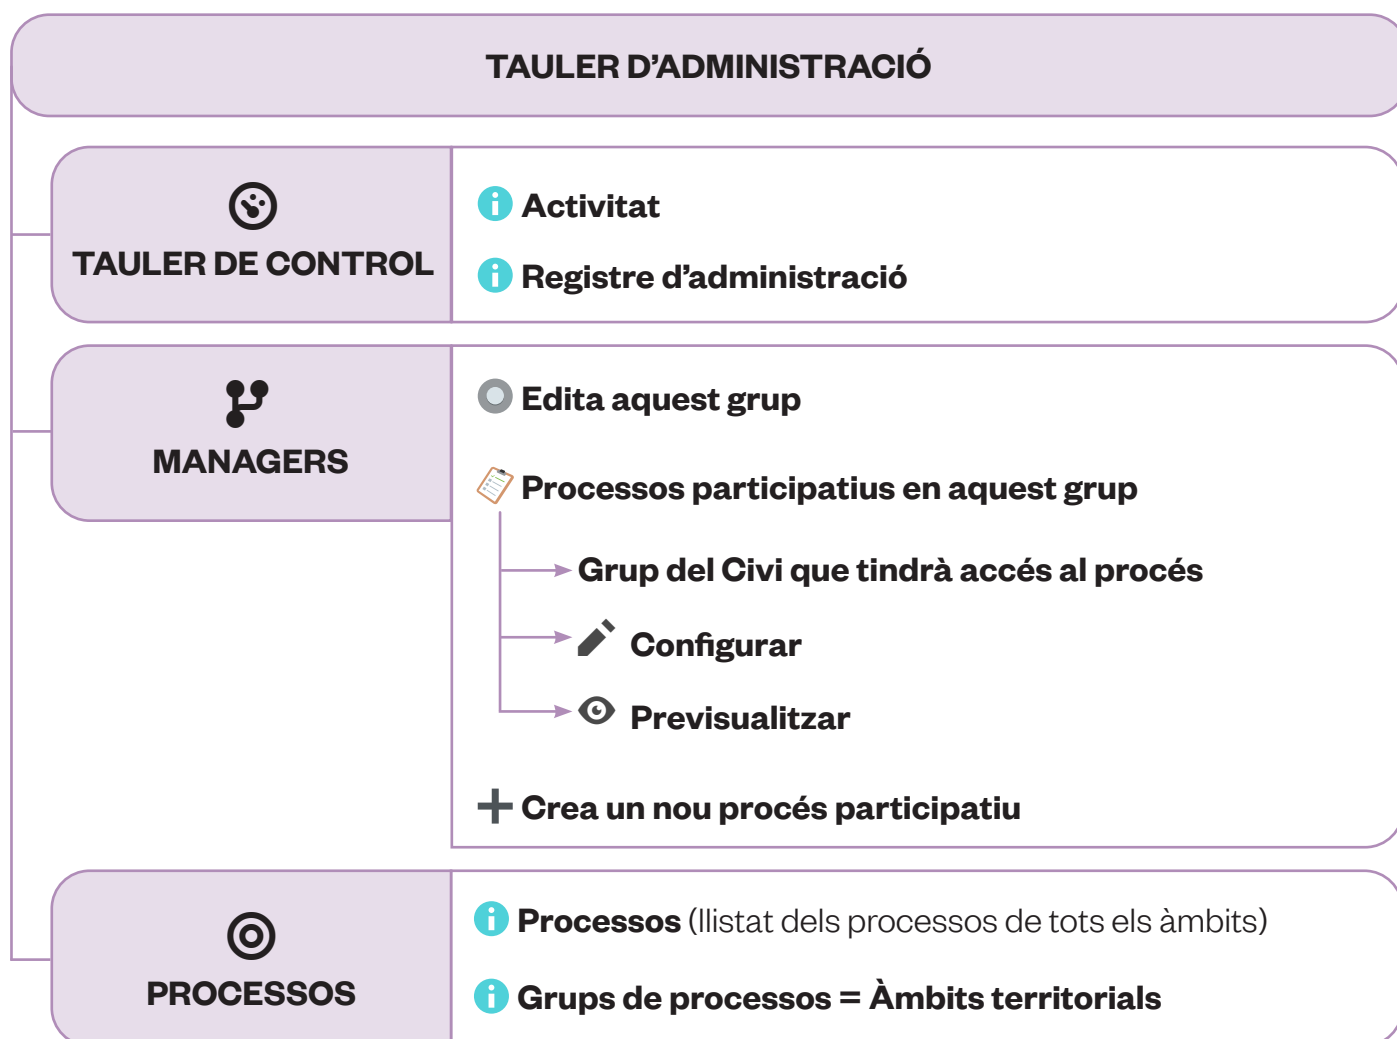 TAULER D’ADMINISTRACIÓ
TAULER DE CONTROL
Activitat
Registre d’administració
MANAGERS
Edita aquest grup
Processos participatius en aquest grup
Grup del Civi que tindrà accés al procés
Configurar
Previsualitzar
Crea un nou procés participatiu
PROCESSOS
Processos (llistat dels processos de tots els àmbits)
Grups de processos = Àmbits territorials